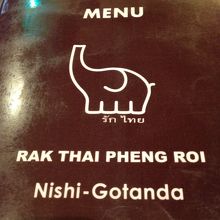 MENU
รัก ไทย
RAK THAI PHENG ROI
Nishi-Gotanda